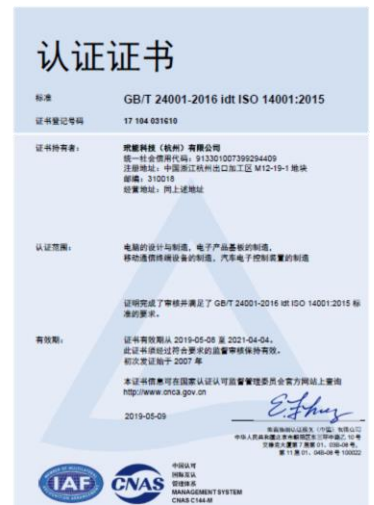 认证证书
标准
GB/T 24001-2016 idt ISO 14001:2015
证书登记号码
17 104 031610
证书持有者:
(杭州)有限公司
统一社会信用代码: 913301007399294409
注册地址: 中国浙江杭州出口加工区 M12-19-1 地块
邮编: 310018
经营地址: 同上述地址
认证范围:
电脑的设计与制造, 电子产品基板的制造,
移动通信终端设备的制造, 汽车电子控制装置的制造
证明完成了审核并满足了 GB/T 24001-2016 idt ISO 14001:2015 标
准的要求。
有效期:
证书有效期从 2019-05-08 至 2021-04-04。
此证书须经过符合要求的监督审核保持有效。
初次发证始于 2007 年
本证书信息可在国家认证认可监督管理委员会官方网站上查询
http://www.cnca.gov.cn
2019-05-09
IAF
CNAS
中国认可
国际互认
管理体系
MANAGEMENT SYSTEM
CNAS C144-M